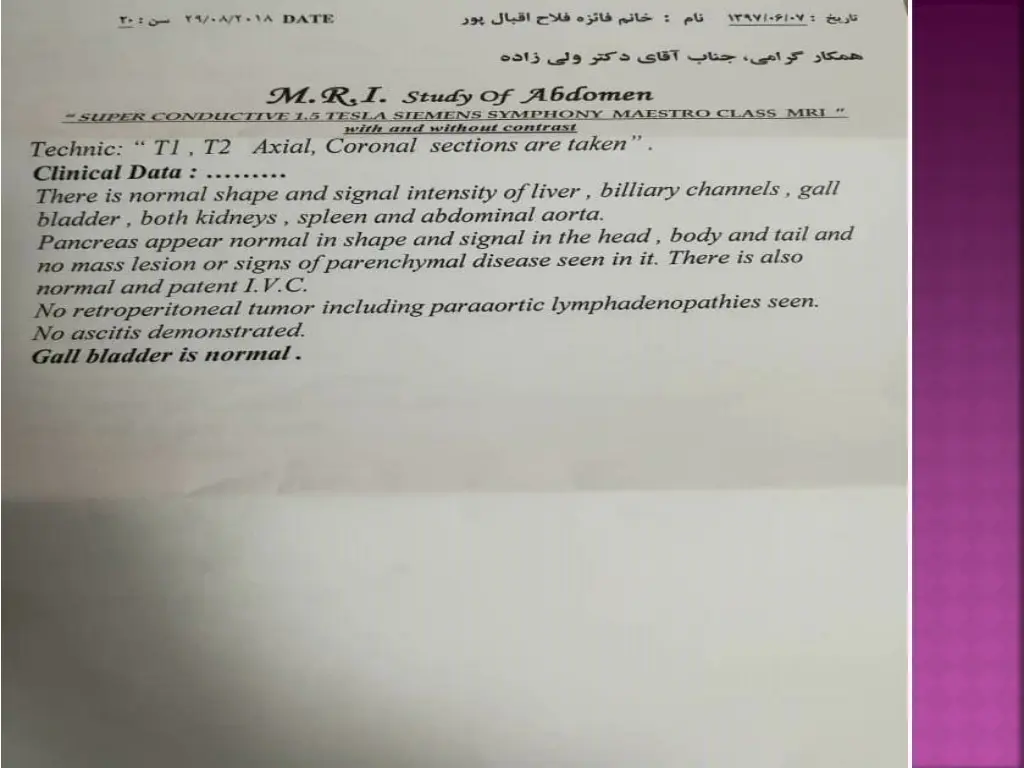 تاریخ : ۱۳۹۷/۰۶/۰۷ نام : خانم فائزه فلاح اقبال پور ۲۹/۰۸/۲۰۱۸ DATE سن : ۲۰
همکار گرامی، جناب آقای دکتر ولی زاده
M.R.I. Study Of Abdomen
“ SUPER CONDUCTIVE 1.5 TESLA SIEMENS SYMPHONY MAESTRO CLASS MRI ”
with and without contrast
Technic: “ T1 , T2 Axial, Coronal sections are taken” .
Clinical Data : .........
There is normal shape and signal intensity of liver , billiary channels , gall
bladder , both kidneys , spleen and abdominal aorta.
Pancreas appear normal in shape and signal in the head , body and tail and
no mass lesion or signs of parenchymal disease seen in it. There is also
normal and patent I.V.C.
No retroperitoneal tumor including paraaortic lymphadenopathies seen.
No ascitis demonstrated.
Gall bladder is normal .